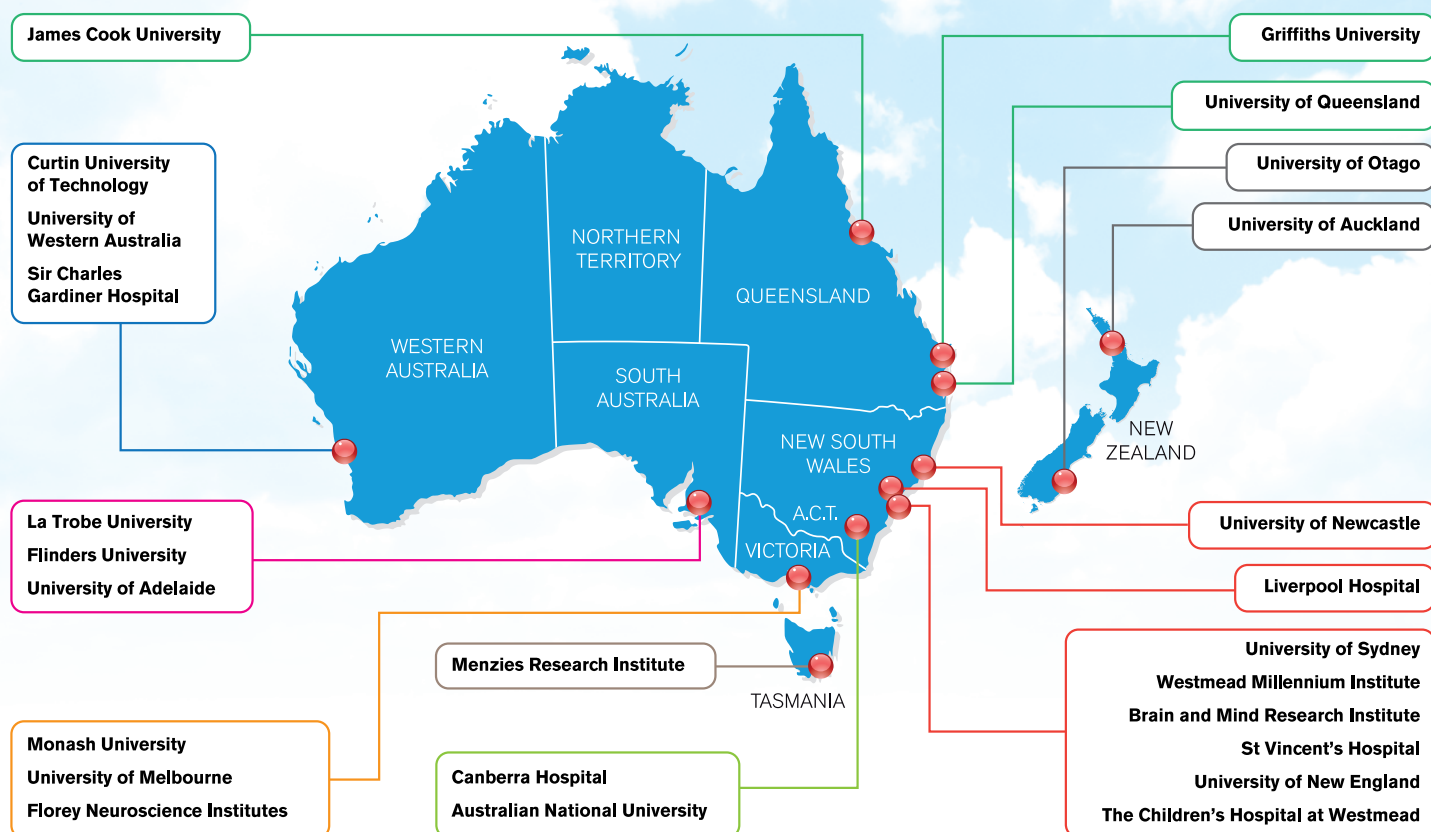 James Cook University
Griffiths University
University of Queensland
Curtin University
of Technology
University of
Western Australia
Sir Charles
Gardiner Hospital
University of Otago
University of Auckland
NORTHERN
TERRITORY
QUEENSLAND
WESTERN
AUSTRALIA
SOUTH
AUSTRALIA
NEW SOUTH
WALES
NEW
ZEALAND
A.C.T.
VICTORIA
La Trobe University
Flinders University
University of Adelaide
University of Newcastle
Liverpool Hospital
Menzies Research Institute
TASMANIA
University of Sydney
Westmead Millennium Institute
Brain and Mind Research Institute
St Vincent's Hospital
University of New England
The Children's Hospital at Westmead
Monash University
University of Melbourne
Florey Neuroscience Institutes
Canberra Hospital
Australian National University